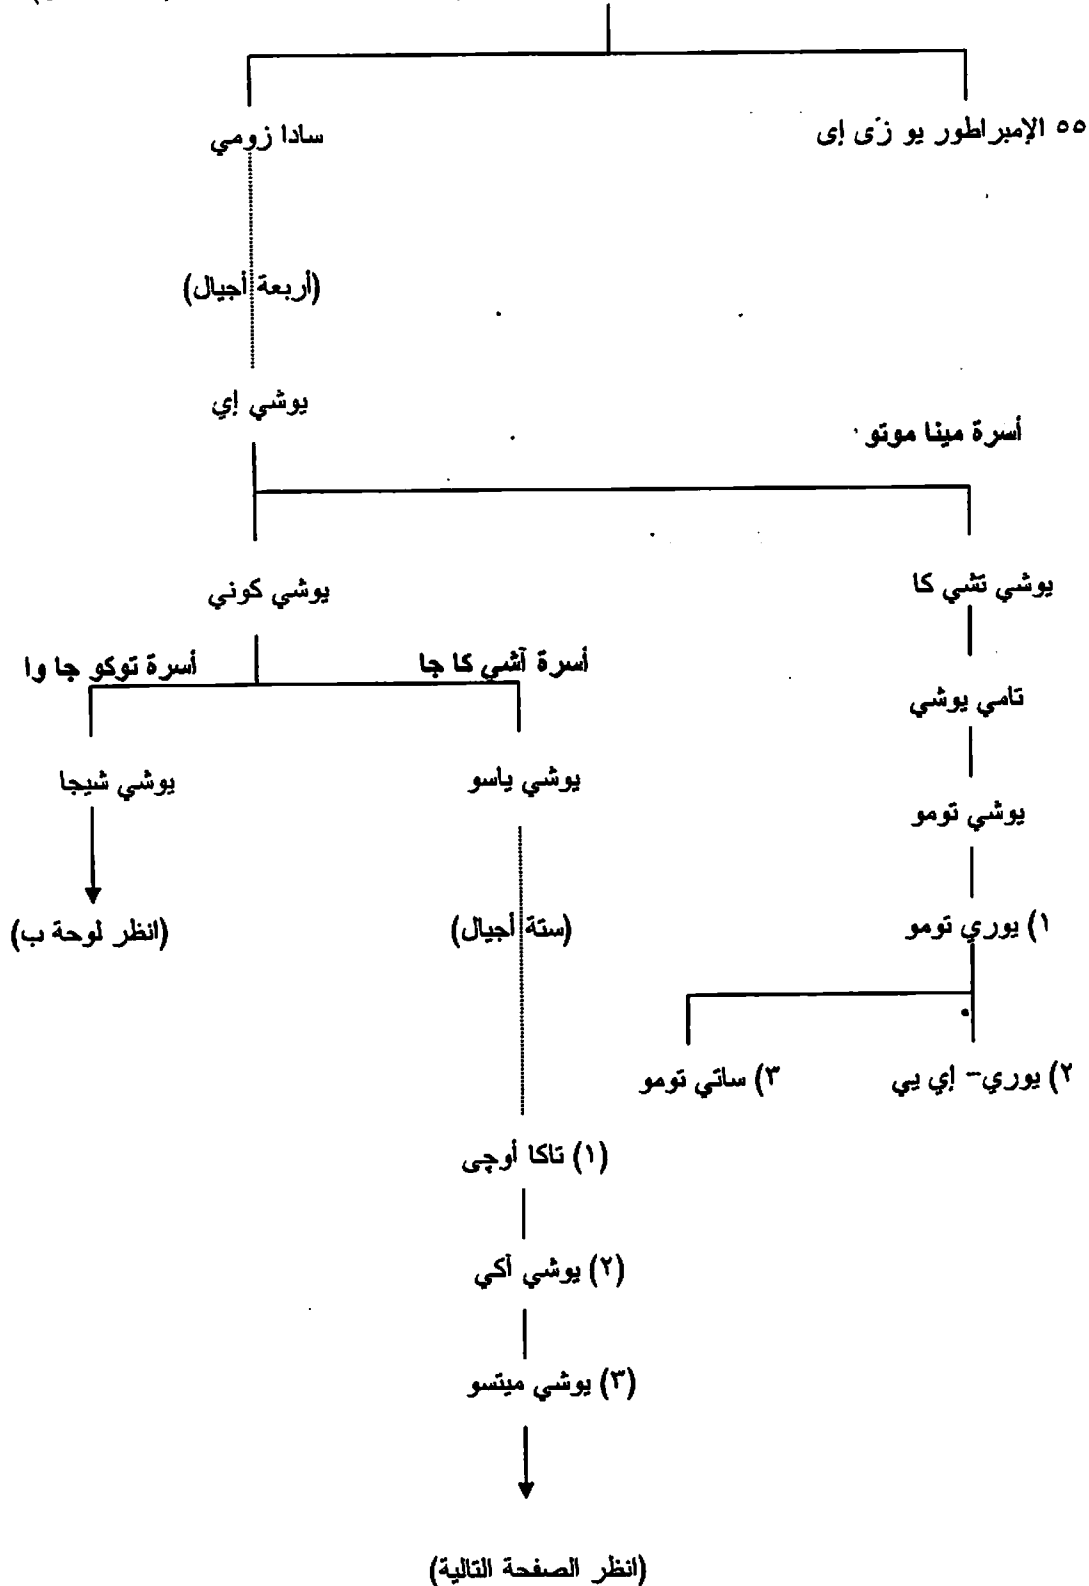 ٥٥ الإمبراطور يو زى إى
سادا زومي
(أربعة أجيال)
يوشي إي
أسرة مينا موتو
يوشي تشي كا
يوشي كوني
أسرة آشي كا جا
أسرة توكو جا وا
تامي يوشي
يوشي ياسو
يوشي شيجا
يوشي تومو
١) يوري تومو
(ستة أجيال)
(انظر لوحة ب)
٢) يوري- إي يي
٣) ساتي تومو
(١) تاكا أوچى
(٢) يوشي آكي
(٣) يوشي ميتسو
(انظر الصفحة التالية)